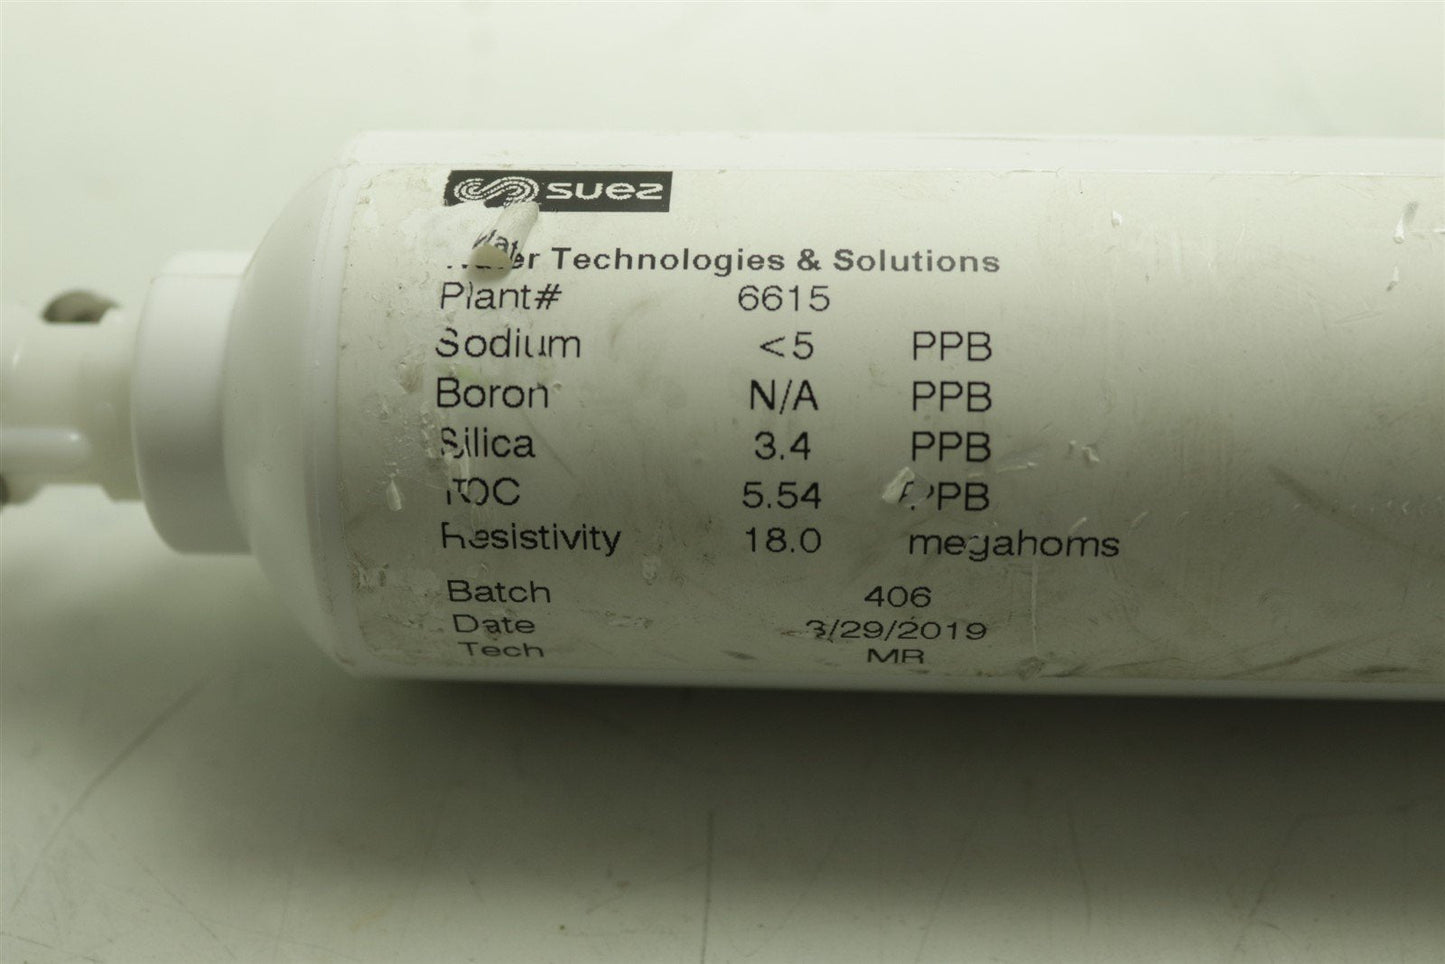 suez
Water Technologies & Solutions
Plant# 6615
Sodium <5 PPB
Boron N/A PPB
Silica 3.4 PPB
TOC 5.54 PPB
Resistivity 18.0 megahoms
Batch 406
Date 3/29/2019
Tech MR